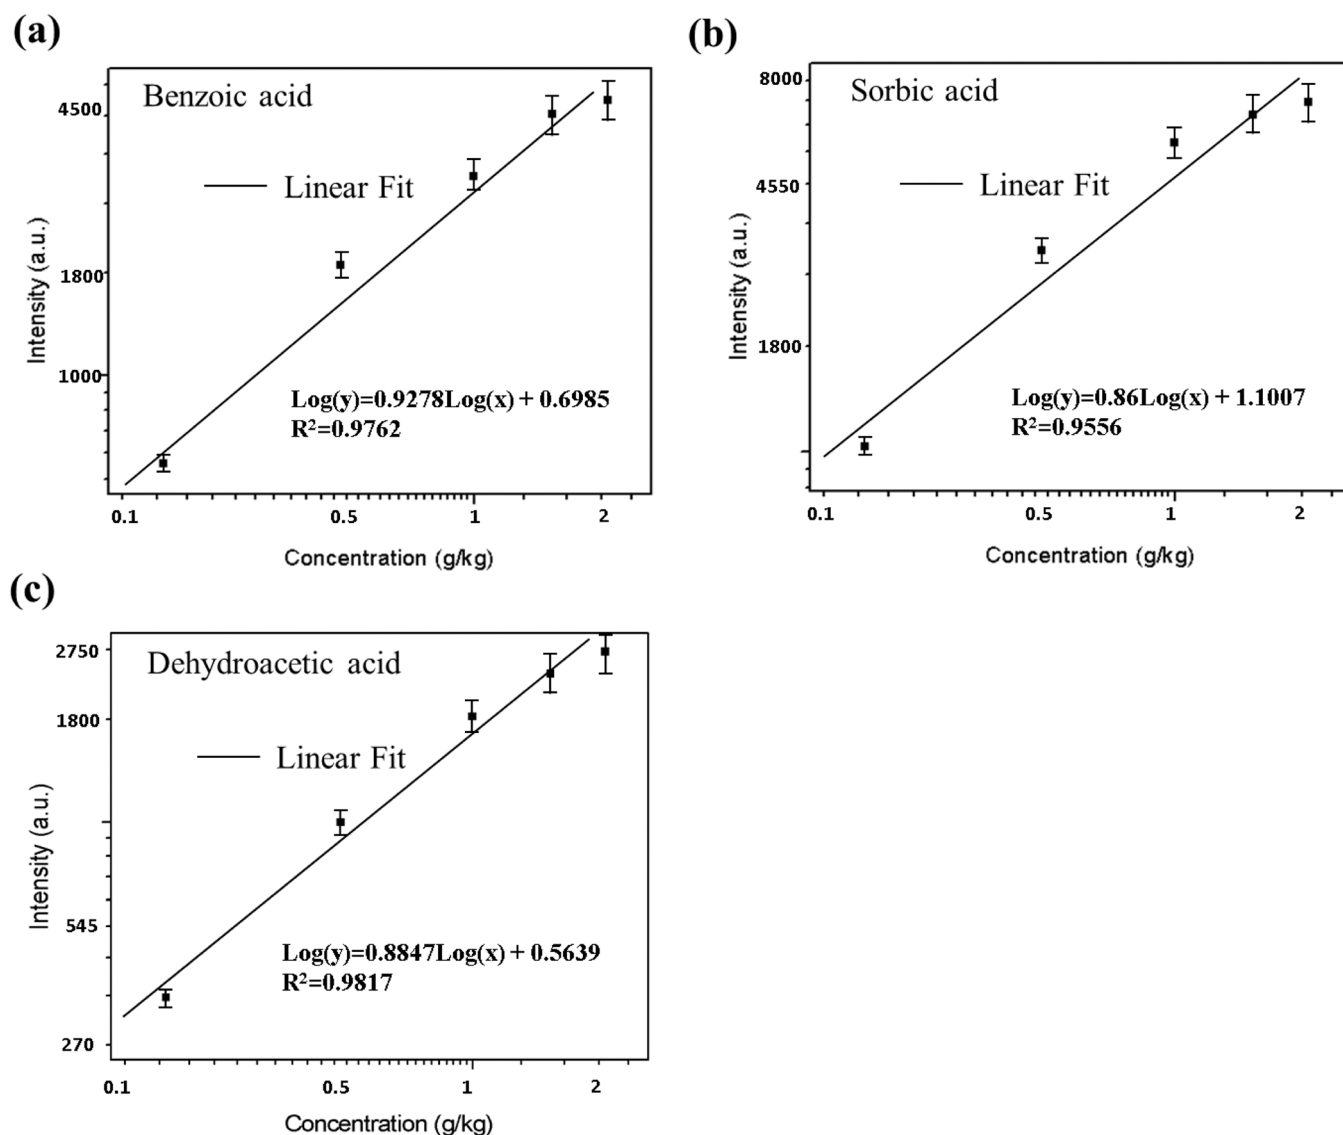 (a)
Benzoic acid
Linear Fit
4500
1800
1000
Intensity (a.u.)
Log(y)=0.9278Log(x) + 0.6985
R²=0.9762
0.1 0.5 1 2
Concentration (g/kg)
(b)
Sorbic acid
Linear Fit
8000
4550
1800
Intensity (a.u.)
Log(y)=0.86Log(x) + 1.1007
R²=0.9556
0.1 0.5 1 2
Concentration (g/kg)
(c)
Dehydroacetic acid
Linear Fit
2750
1800
545
270
Intensity (a.u.)
Log(y)=0.8847Log(x) + 0.5639
R²=0.9817
0.1 0.5 1 2
Concentration (g/kg)